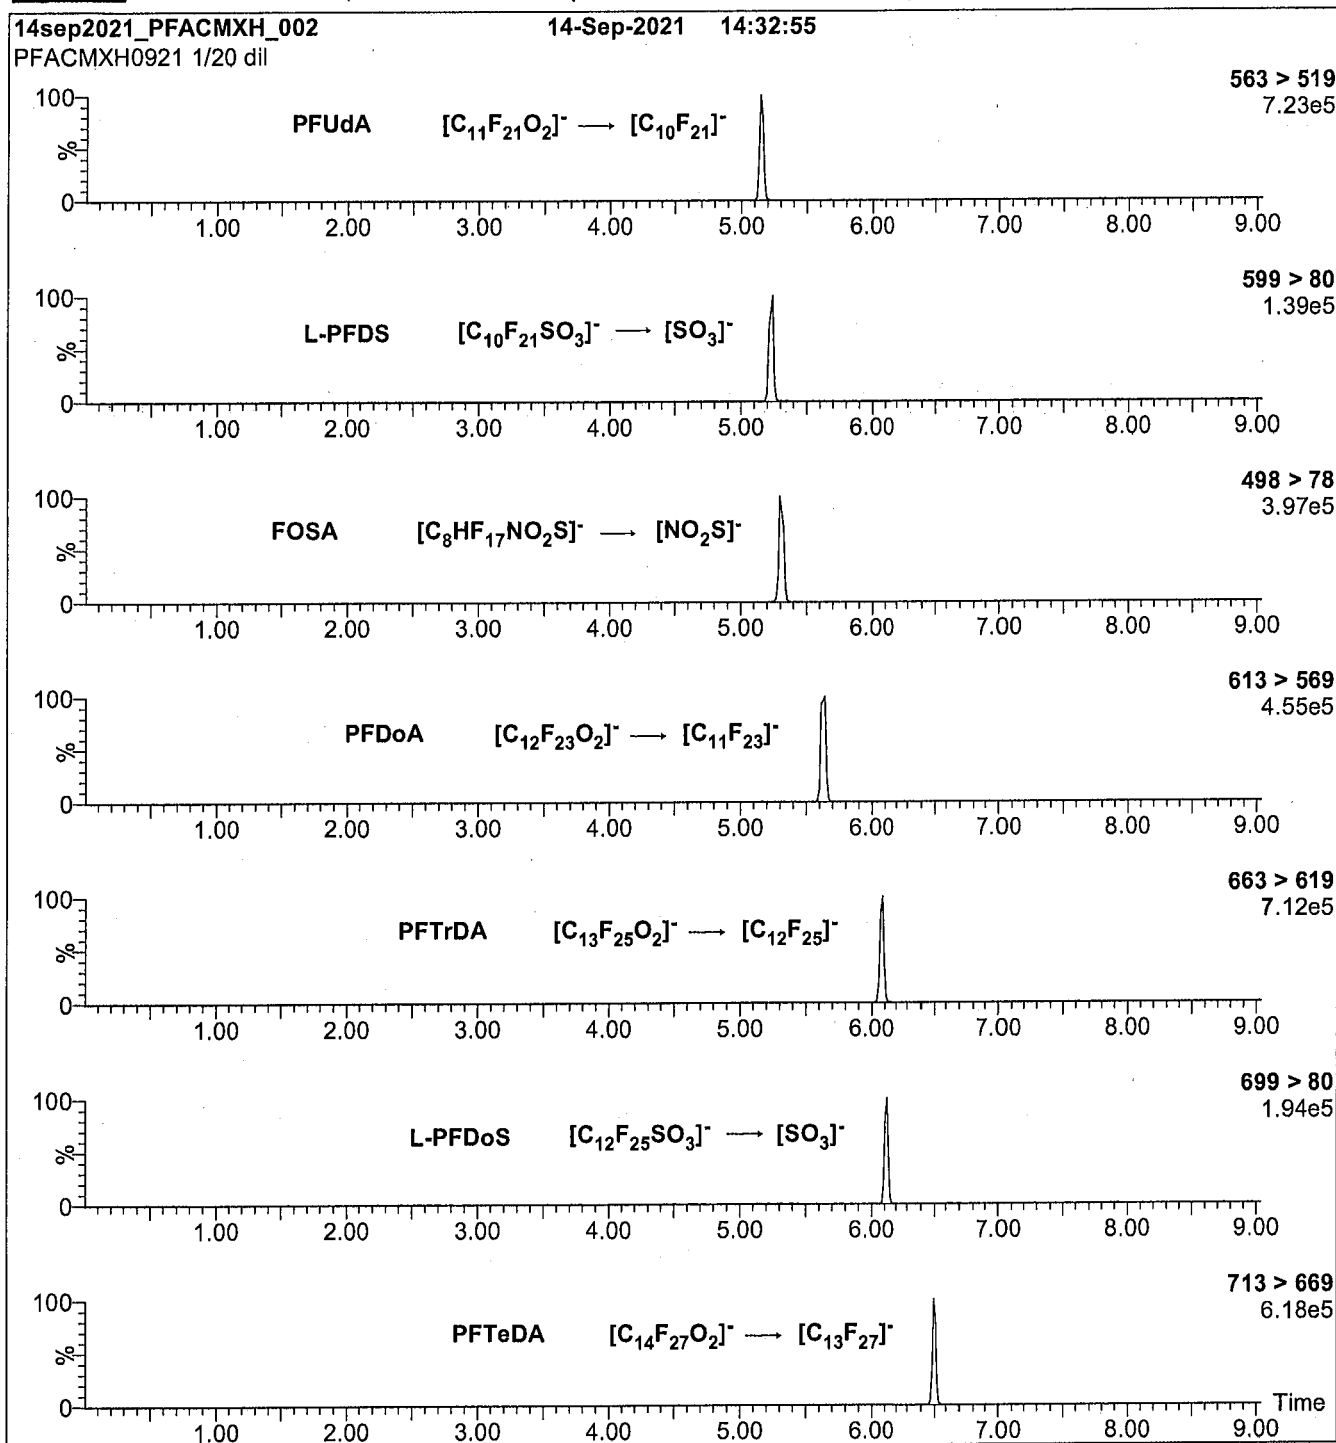 14sep2021_PFACMXH_002 14-Sep-2021 14:32:55
PFACMXH0921 1/20 dil
563 > 519
7.23e5
100
PFUdA [C₁₁F₂₁O₂]⁻ → [C₁₀F₂₁]⁻
%
0
1.00 2.00 3.00 4.00 5.00 6.00 7.00 8.00 9.00
599 > 80
1.39e5
100
L-PFDS [C₁₀F₂₁SO₃]⁻ → [SO₃]⁻
%
0
1.00 2.00 3.00 4.00 5.00 6.00 7.00 8.00 9.00
498 > 78
3.97e5
100
FOSA [C₈HF₁₇NO₂S]⁻ → [NO₂S]⁻
%
0
1.00 2.00 3.00 4.00 5.00 6.00 7.00 8.00 9.00
613 > 569
4.55e5
100
PFDoA [C₁₂F₂₃O₂]⁻ → [C₁₁F₂₃]⁻
%
0
1.00 2.00 3.00 4.00 5.00 6.00 7.00 8.00 9.00
663 > 619
7.12e5
100
PFTrDA [C₁₃F₂₅O₂]⁻ → [C₁₂F₂₅]⁻
%
0
1.00 2.00 3.00 4.00 5.00 6.00 7.00 8.00 9.00
699 > 80
1.94e5
100
L-PFDoS [C₁₂F₂₅SO₃]⁻ → [SO₃]⁻
%
0
1.00 2.00 3.00 4.00 5.00 6.00 7.00 8.00 9.00
713 > 669
6.18e5
100
PFTeDA [C₁₄F₂₇O₂]⁻ → [C₁₃F₂₇]⁻
%
0 Time
1.00 2.00 3.00 4.00 5.00 6.00 7.00 8.00 9.00